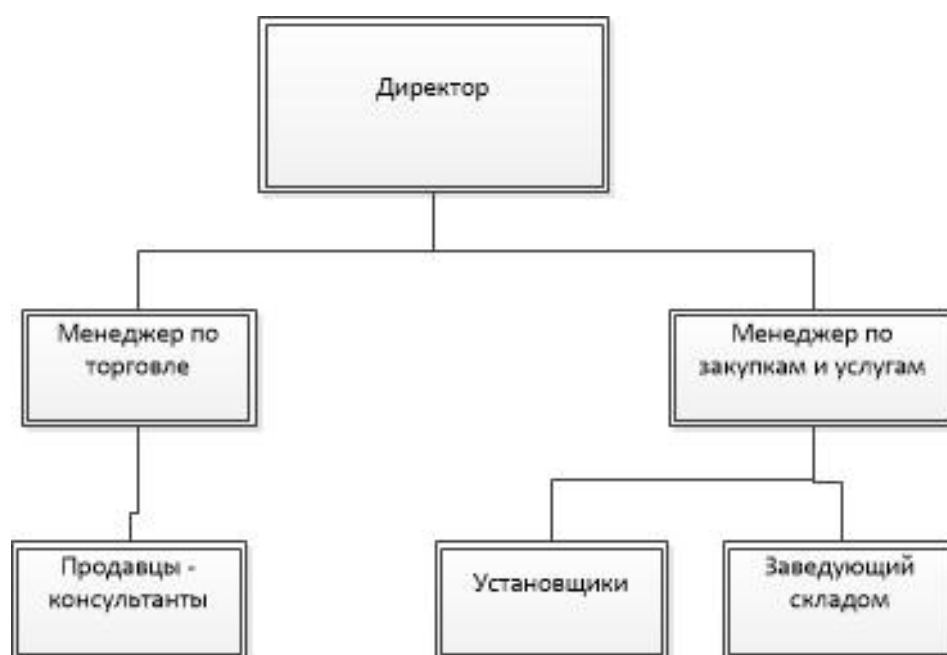 Директор
Менеджер по
торговле
Менеджер по
закупкам и услугам
Продавцы -
консультанты
Установщики
Заведующий
складом